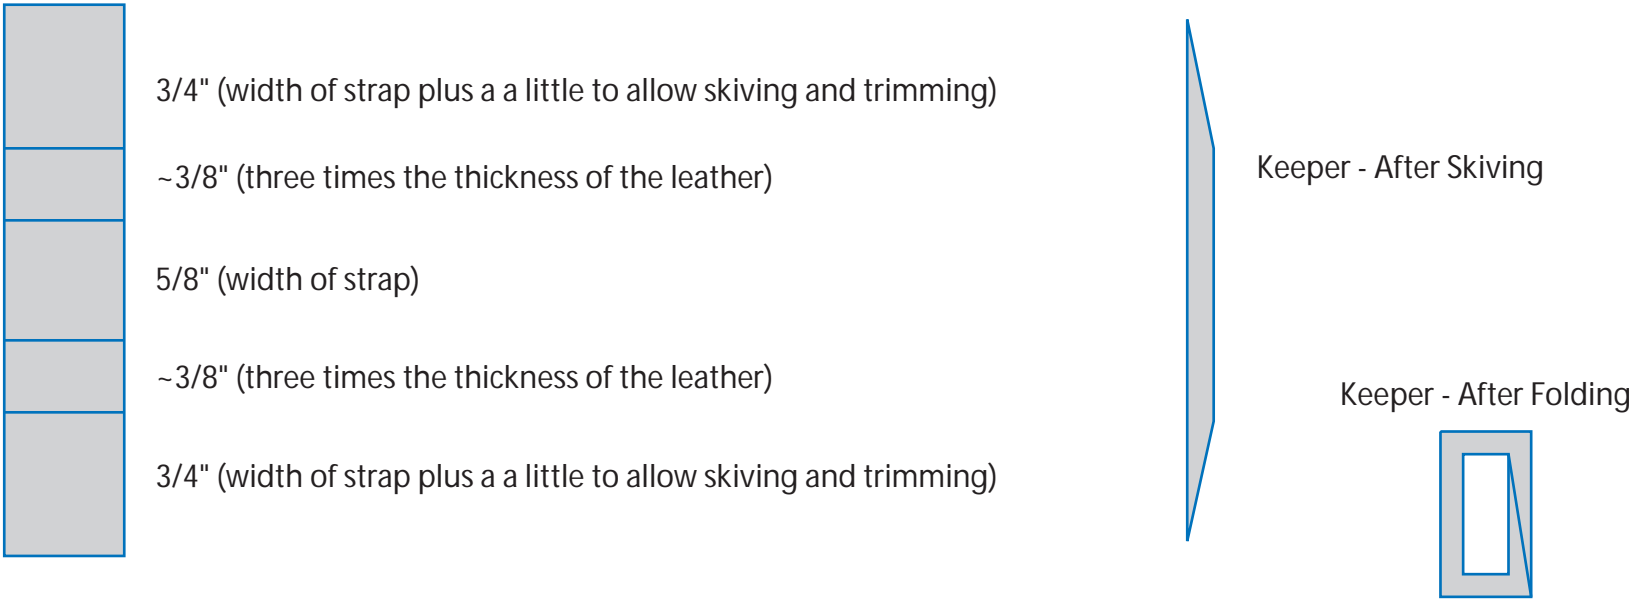 3/4" (width of strap plus a a little to allow skiving and trimming)
~3/8" (three times the thickness of the leather)
Keeper - After Skiving
5/8" (width of strap)
~3/8" (three times the thickness of the leather)
Keeper - After Folding
3/4" (width of strap plus a a little to allow skiving and trimming)